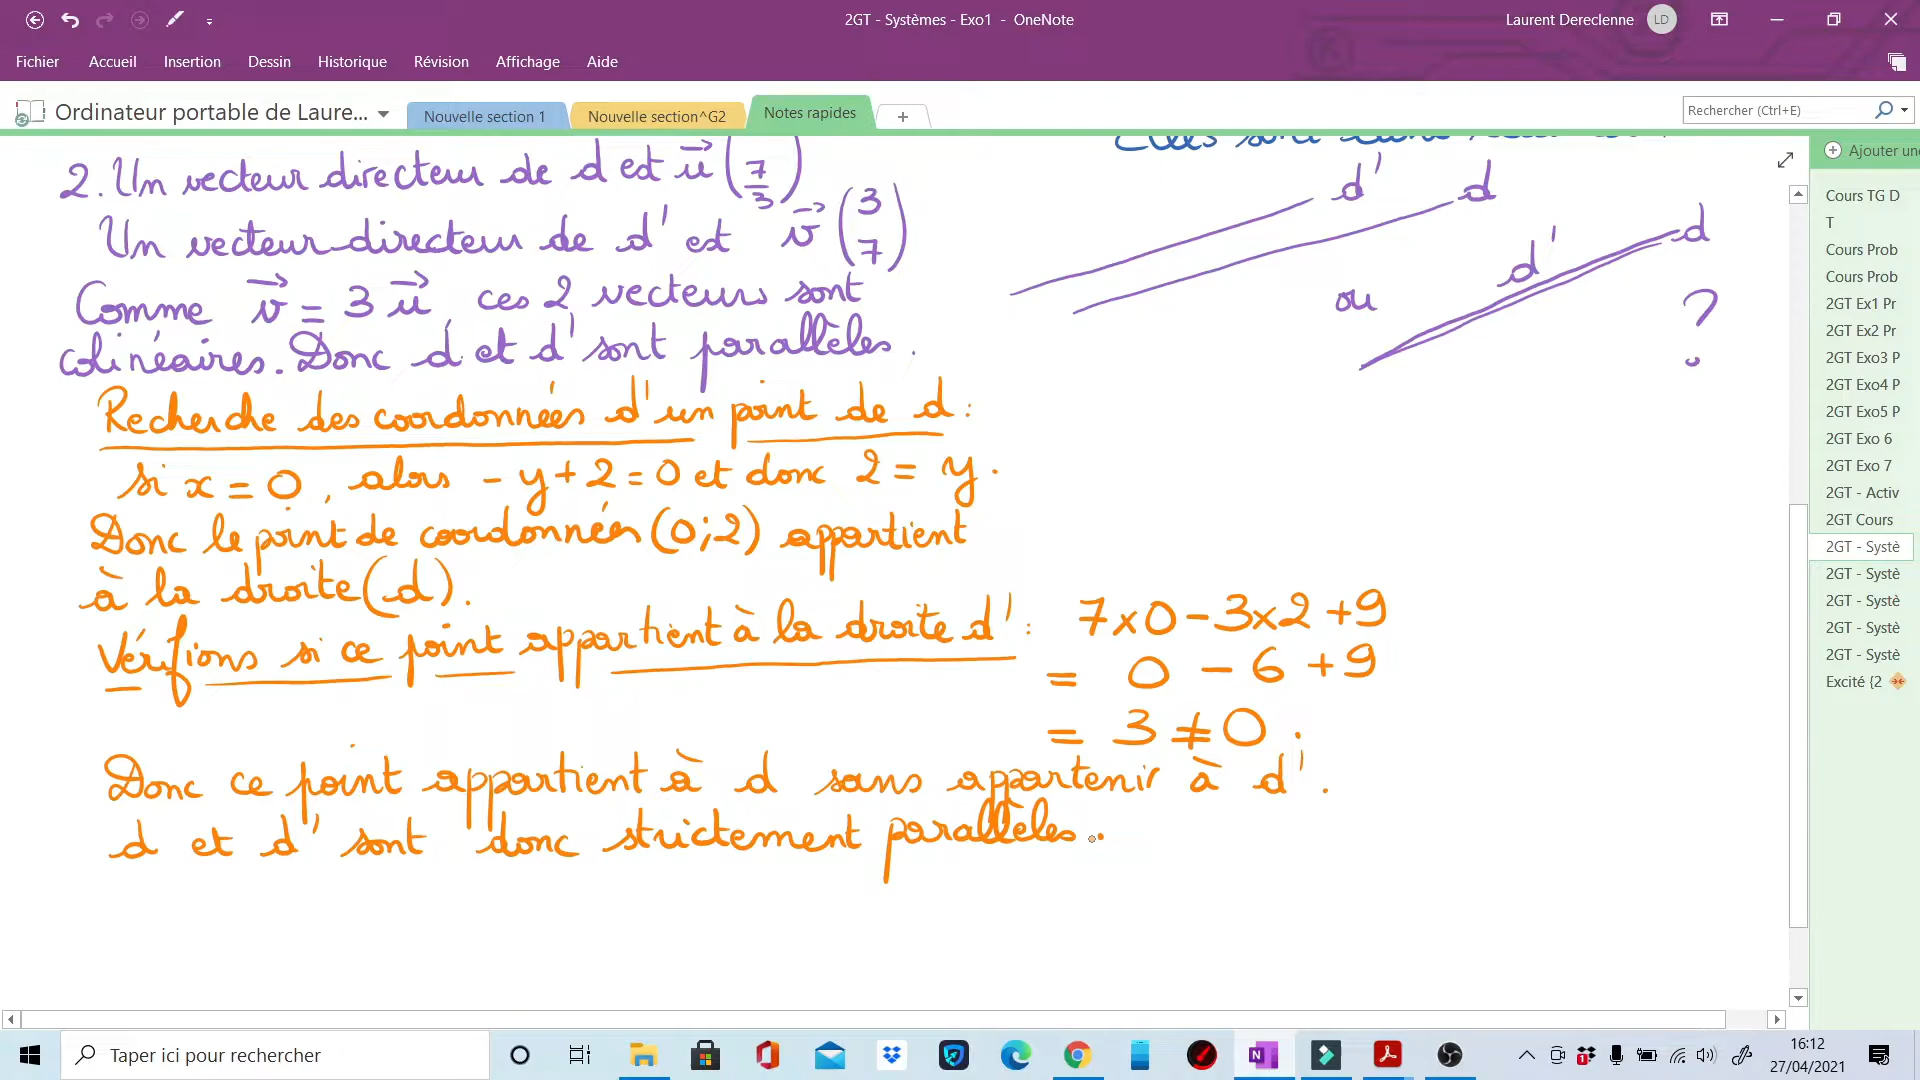 2GT - Systèmes - Exo1 - OneNote
Laurent Dereclenne
LD
Fichier Accueil Insertion Dessin Historique Révision Affichage Aide
Ordinateur portable de Laure...
Nouvelle section 1
Nouvelle section^G2
Notes rapides
+
Rechercher (Ctrl+E)
Ajouter une
Elles sont
2. Un vecteur directeur de d est u⃗ (7/3)
Un vecteur directeur de d' est v⃗ (3 7)
Comme v⃗ = 3 u⃗, ces 2 vecteurs sont
colinéaires. Donc d et d' sont parallèles.
d' d
ou
d' d
?
Recherche des coordonnées d'un point de d :
si x = 0, alors - y + 2 = 0 et donc 2 = y.
Donc le point de coordonnées (0;2) appartient
à la droite (d).
Vérifions si ce point appartient à la droite d' :
7x0 - 3x2 + 9
= 0 - 6 + 9
= 3 ≠ 0.
Donc ce point appartient à d sans appartenir à d'.
d et d' sont donc strictement parallèles.
Cours TG D
T
Cours Prob
Cours Prob
2GT Ex1 Pr
2GT Ex2 Pr
2GT Exo3 P
2GT Exo4 P
2GT Exo5 P
2GT Exo 6
2GT Exo 7
2GT - Activ
2GT Cours
2GT - Systè
2GT - Systè
2GT - Systè
2GT - Systè
2GT - Systè
Excité {2
Taper ici pour rechercher
16:12
27/04/2021